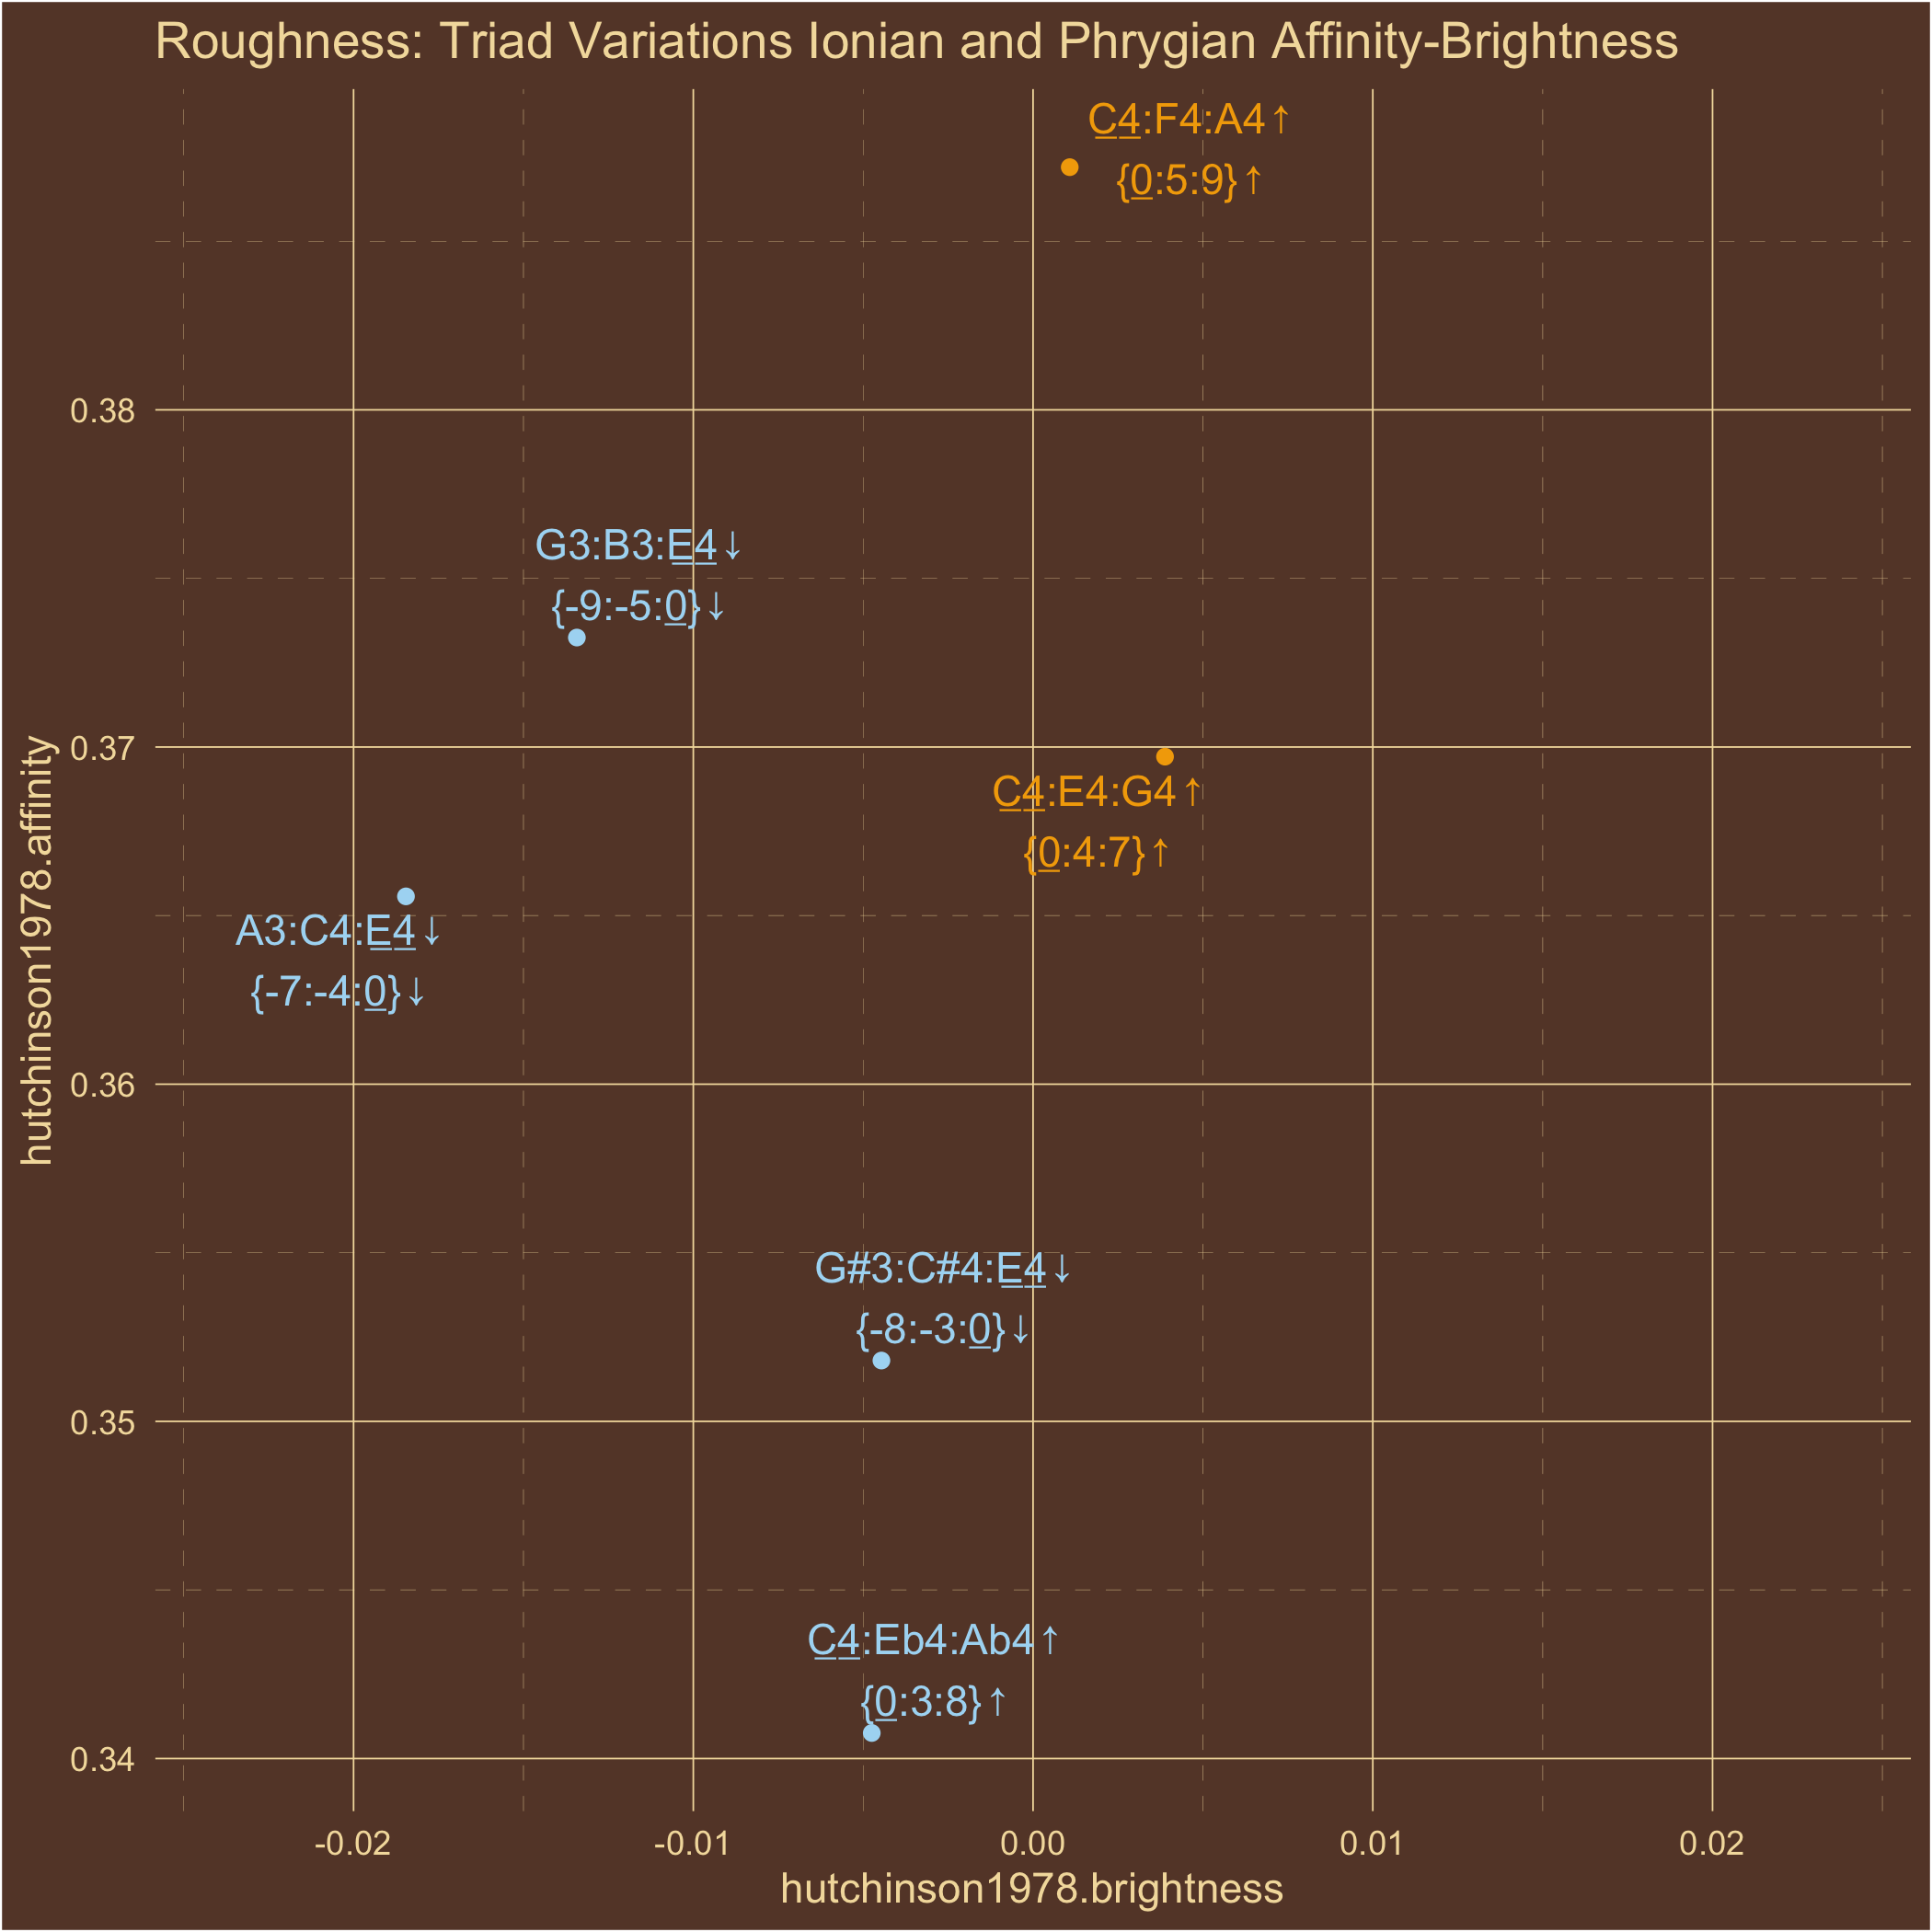 Roughness: Triad Variations Ionian and Phrygian Affinity-Brightness
C4:F4:A4↑
{0:5:9}↑
0.38
G3:B3:E4↓
{-9:-5:0}↓
0.37
C4:E4:G4↑
{0:4:7}↑
A3:C4:E4↓
{-7:-4:0}↓
hutchinson1978.affinity
0.36
G#3:C#4:E4↓
{-8:-3:0}↓
0.35
C4:Eb4:Ab4↑
{0:3:8}↑
0.34
-0.02 -0.01 0.00 0.01 0.02
hutchinson1978.brightness